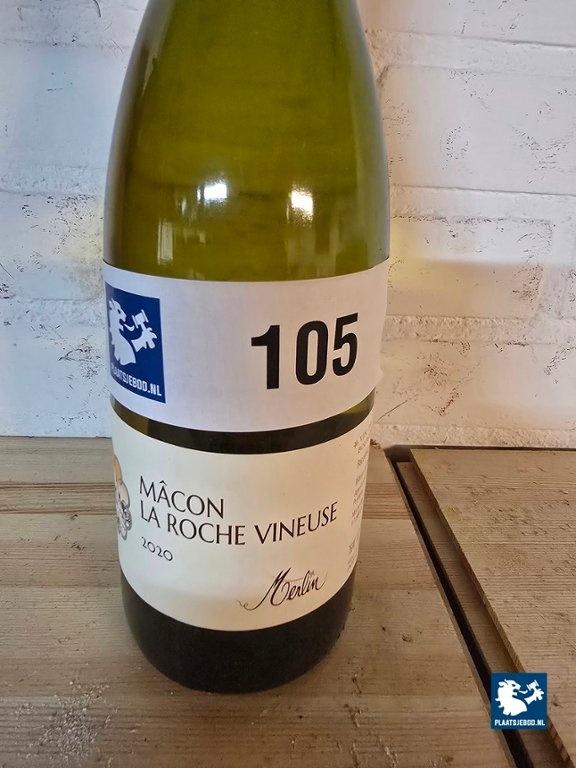 PLAATSJEBOD.NL
105
MÂCON
LA ROCHE VINEUSE
2020
Merlin
PLAATSJEBOD.NL